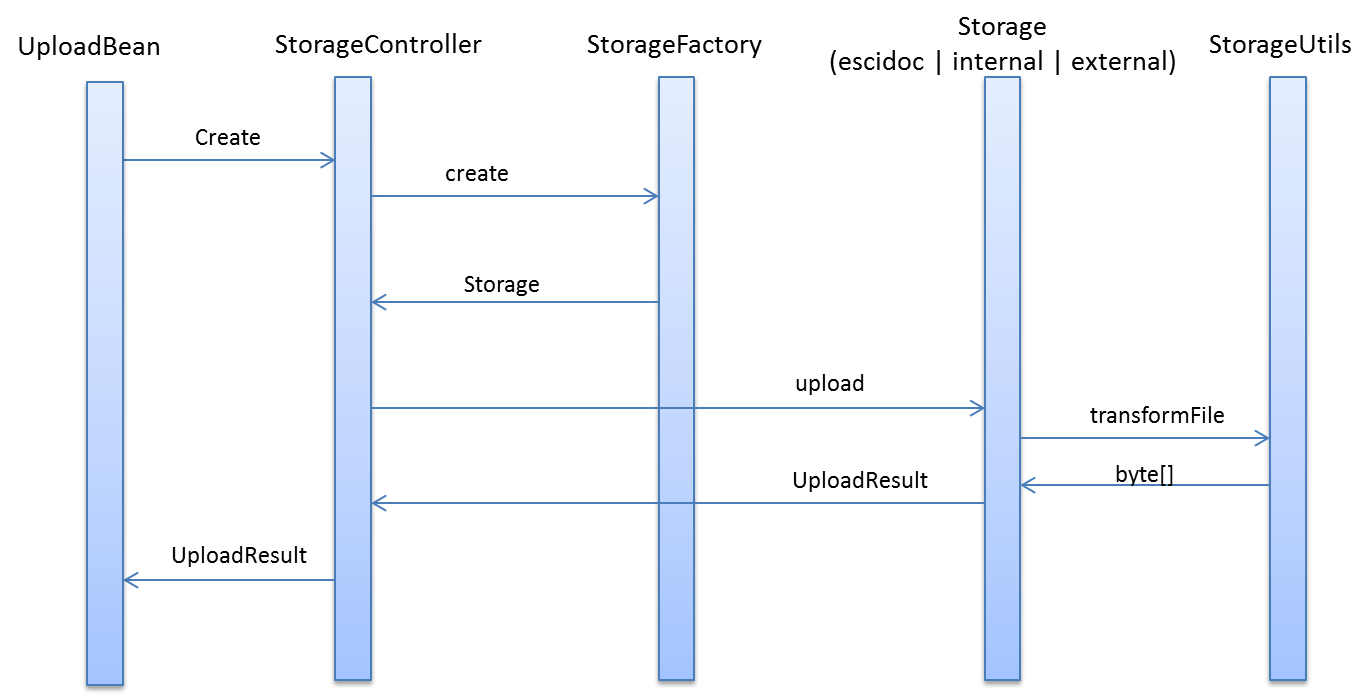 UploadBean
StorageController
StorageFactory
Storage
(escidoc | internal | external)
StorageUtils
Create
create
Storage
upload
transformFile
byte[]
UploadResult
UploadResult